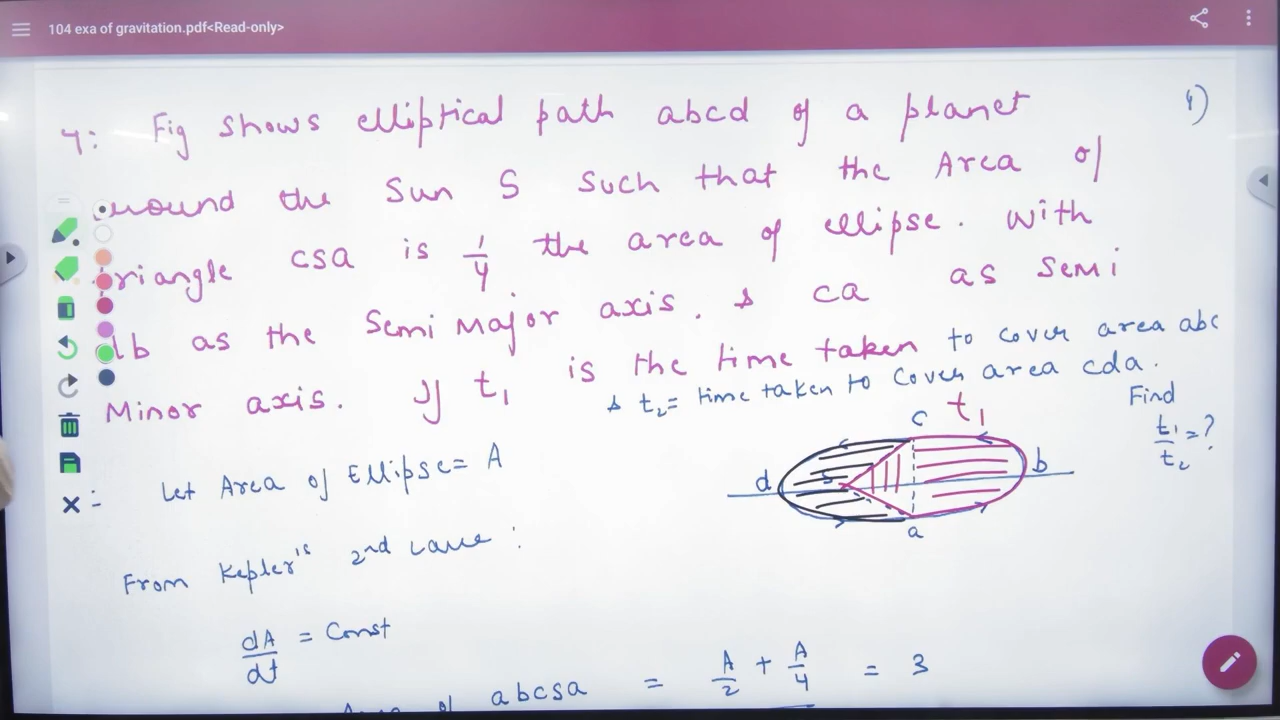 104 exa of gravitation.pdf<Read-only>
4: Fig shows elliptical path abcd of a planet
1)
around the Sun S such that the Area of
triangle csa is 1/4 the area of ellipse. With
db as the semi major axis. & ca as semi
Minor axis. If t₁ is the time taken to cover area abc
& t₂= time taken to cover area cda.
Find
t₁/t₂ = ?
c t₁
d S b
a
Let Area of Ellipse= A
From Kepler's 2nd Lawe :
dA/dt = Const
Area of abcsa = A/2 + A/4 = 3